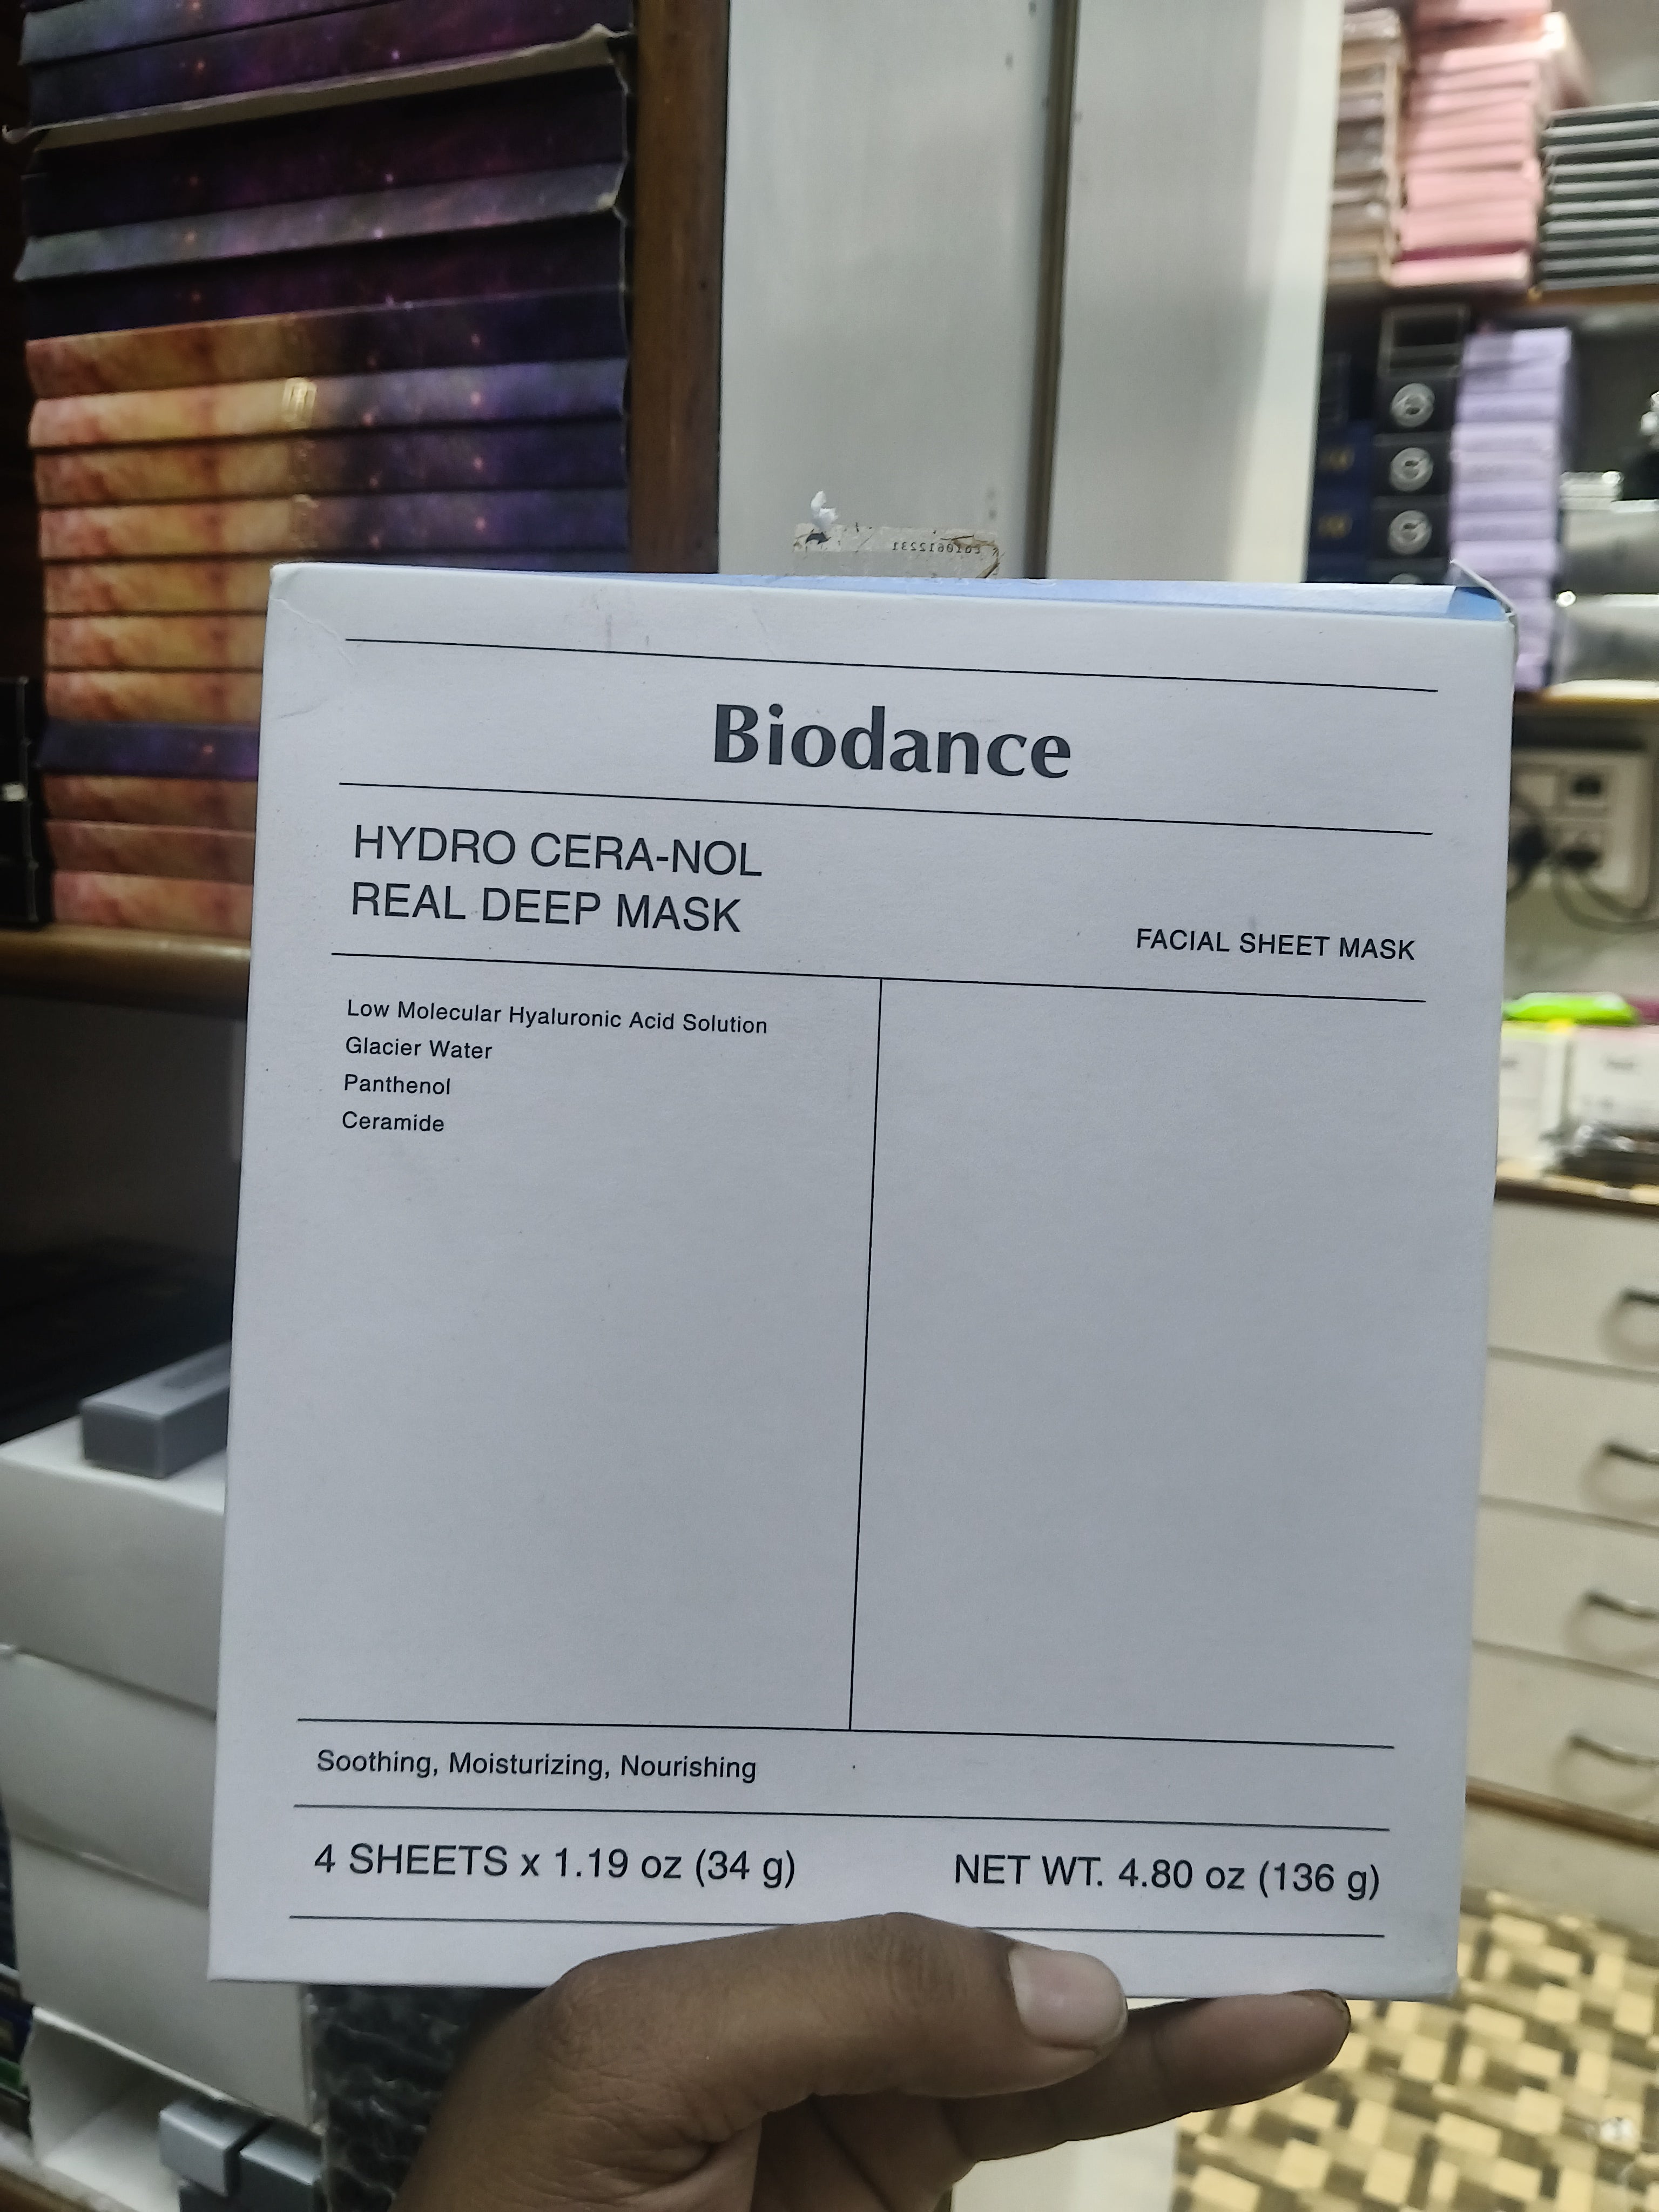 Biodance
HYDRO CERA-NOL
REAL DEEP MASK
FACIAL SHEET MASK
Low Molecular Hyaluronic Acid Solution
Glacier Water
Panthenol
Ceramide
Soothing, Moisturizing, Nourishing
4 SHEETS x 1.19 oz (34 g)
NET WT. 4.80 oz (136 g)